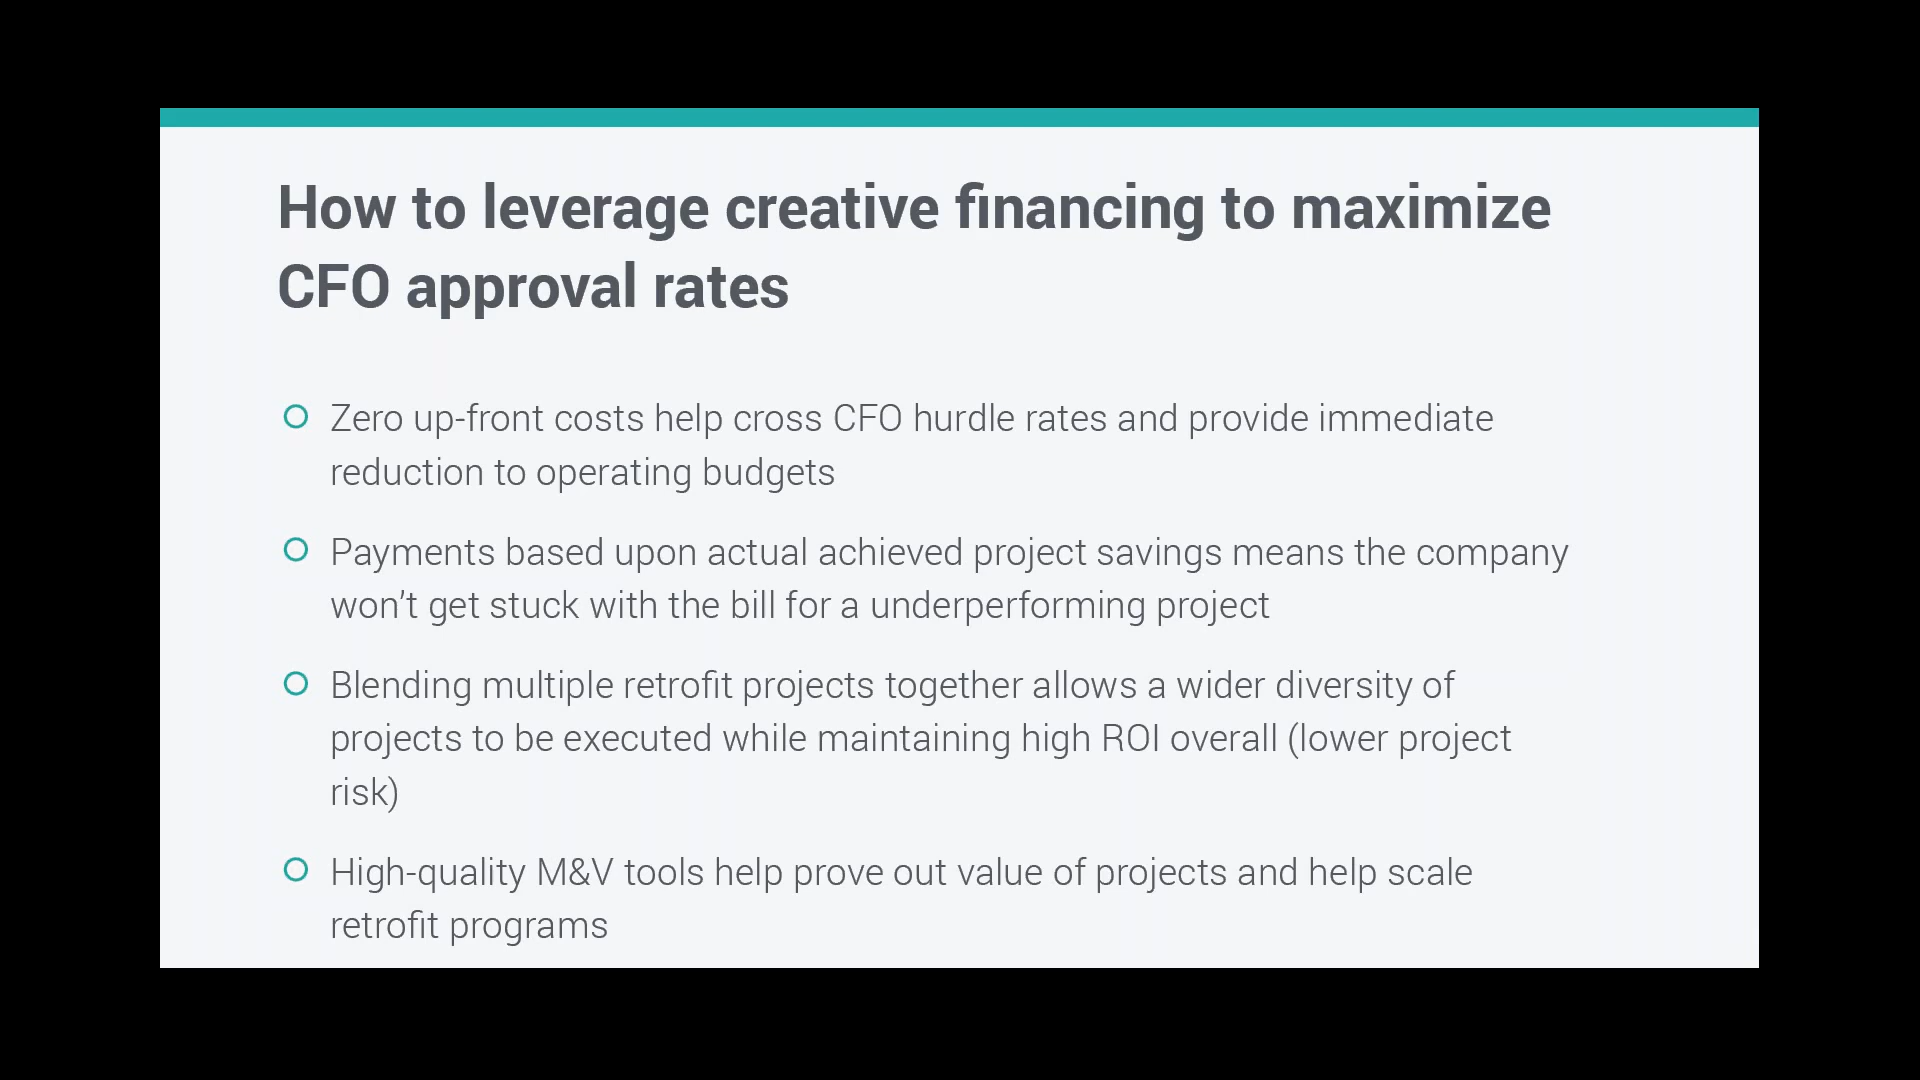 How to leverage creative financing to maximize
CFO approval rates
Zero up-front costs help cross CFO hurdle rates and provide immediate
reduction to operating budgets
Payments based upon actual achieved project savings means the company
won’t get stuck with the bill for a underperforming project
Blending multiple retrofit projects together allows a wider diversity of
projects to be executed while maintaining high ROI overall (lower project
risk)
High-quality M&V tools help prove out value of projects and help scale
retrofit programs